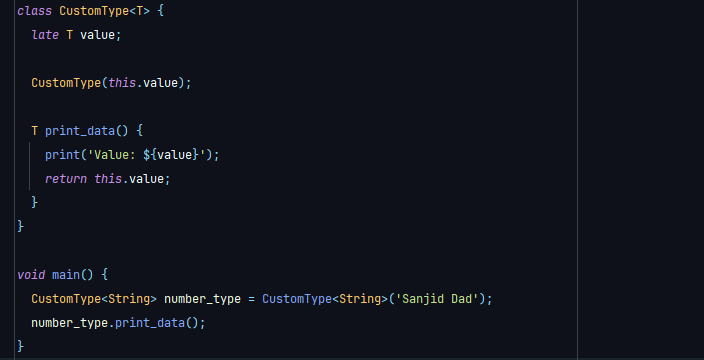 class CustomType<T> {
late T value;
CustomType(this.value);
T print_data() {
print('Value: ${value}');
return this.value;
}
}
void main() {
CustomType<String> number_type = CustomType<String>('Sanjid Dad');
number_type.print_data();
}